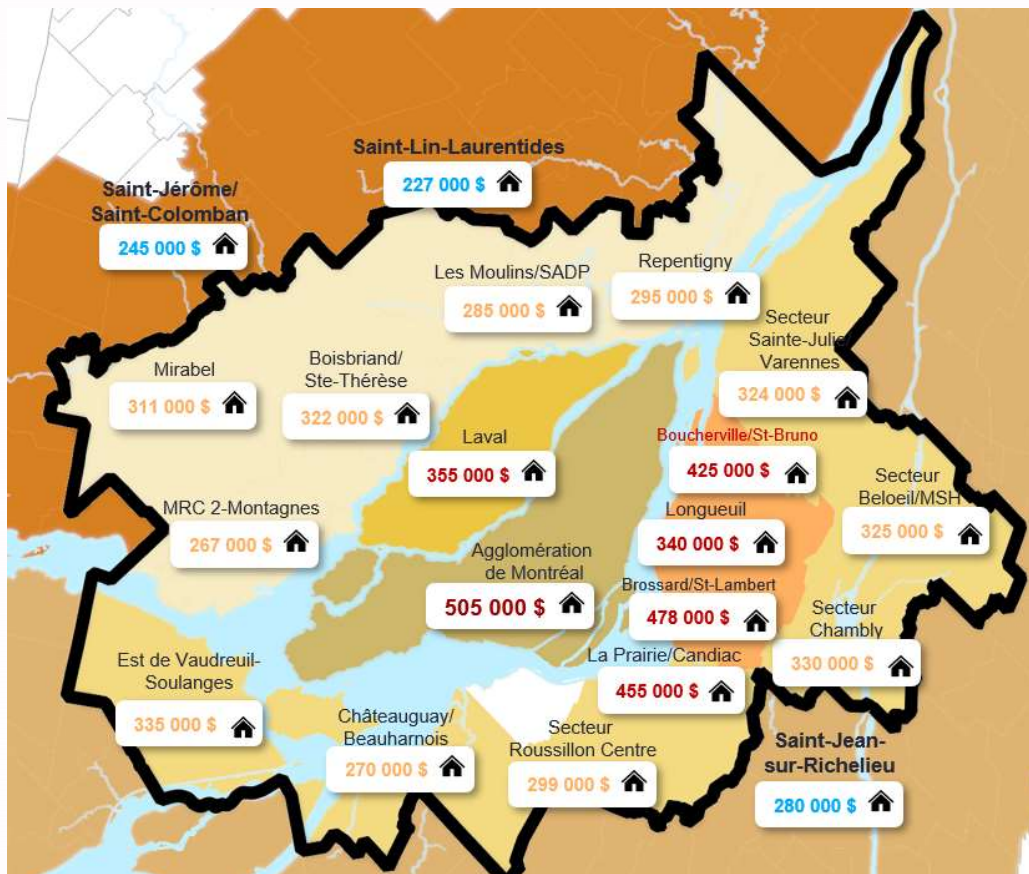 Saint-Lin-Laurentides
227 000 $
Saint-Jérôme/
Saint-Colomban
245 000 $
Les Moulins/SADP
285 000 $
Repentigny
295 000 $
Secteur
Sainte-Julie/
Varennes
324 000 $
Mirabel
311 000 $
Boisbriand/
Ste-Thérèse
322 000 $
Laval
355 000 $
Boucherville/St-Bruno
425 000 $
Secteur
Beloeil/MSH
325 000 $
MRC 2-Montagnes
267 000 $
Longueuil
340 000 $
Agglomération
de Montréal
505 000 $
Brossard/St-Lambert
478 000 $
Secteur
Chambly
330 000 $
La Prairie/Candiac
455 000 $
Est de Vaudreuil-
Soulanges
335 000 $
Châteauguay/
Beauharnois
270 000 $
Secteur
Roussillon Centre
299 000 $
Saint-Jean-
sur-Richelieu
280 000 $